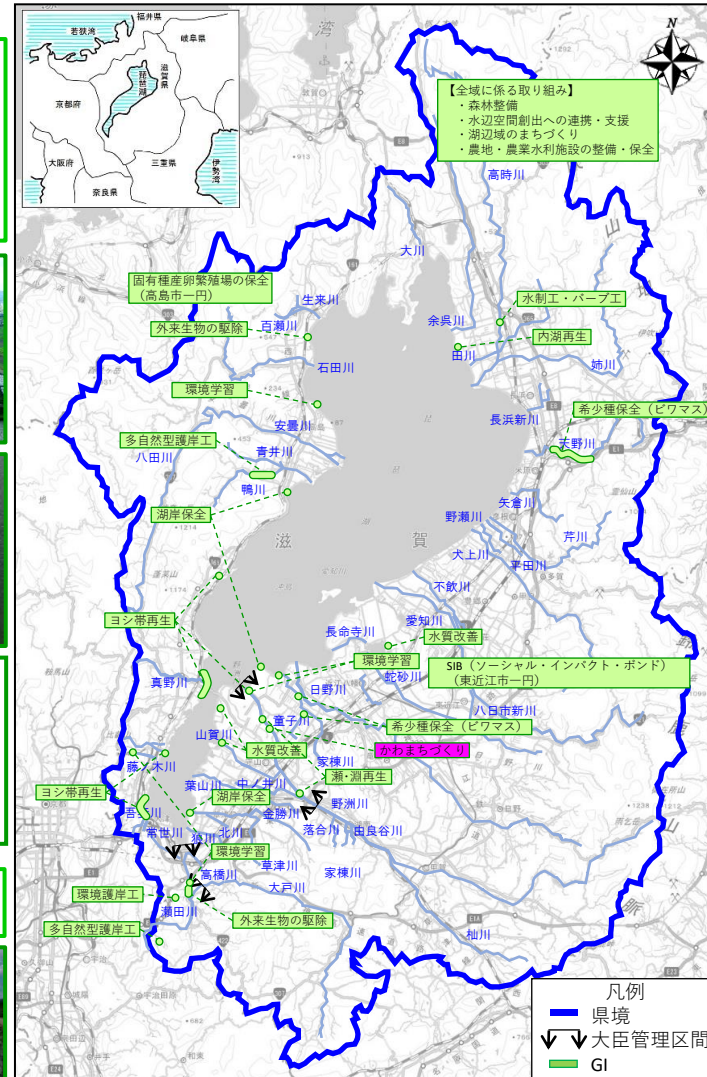 福井県
若狭湾
岐阜県
滋賀県
琵琶湖
京都府
大阪府
三重県
伊勢湾
奈良県
湾
N
【全域に係る取り組み】
・森林整備
・水辺空間創出への連携・支援
・湖辺域のまちづくり
・農地・農業水利施設の整備・保全
高時川
大川
固有種産卵繁殖場の保全
（高島市一円）
生来川
百瀬川
外来生物の駆除
余呉川
水制工・バーブ工
田川
内湖再生
姉川
石田川
環境学習
長浜新川
希少種保全（ビワマス）
安曇川
多自然型護岸工
青井川
八田川
天野川
鴨川
湖岸保全
矢倉川
野瀬川
芹川
滋賀
犬上川
平田川
不飲川
ヨシ帯再生
愛知川
長命寺川
水質改善
環境学習
蛇砂川
SIB（ソーシャル・インパクト・ボンド）
（東近江市一円）
真野川
日野川
八日市新川
童子川
希少種保全（ビワマス）
山賀川
水質改善
かわまちづくり
藤ノ木川
家棟川
瀬・淵再生
ヨシ帯再生
葉山川
中ノ井川
湖岸保全
野洲川
金勝川
常世川
狼川
北川
落合川
由良谷川
環境学習
草津川
高橋川
家棟川
大戸川
環境護岸工
瀬田川
外来生物の駆除
多自然型護岸工
杣川
凡例
県境
大臣管理区間
GI